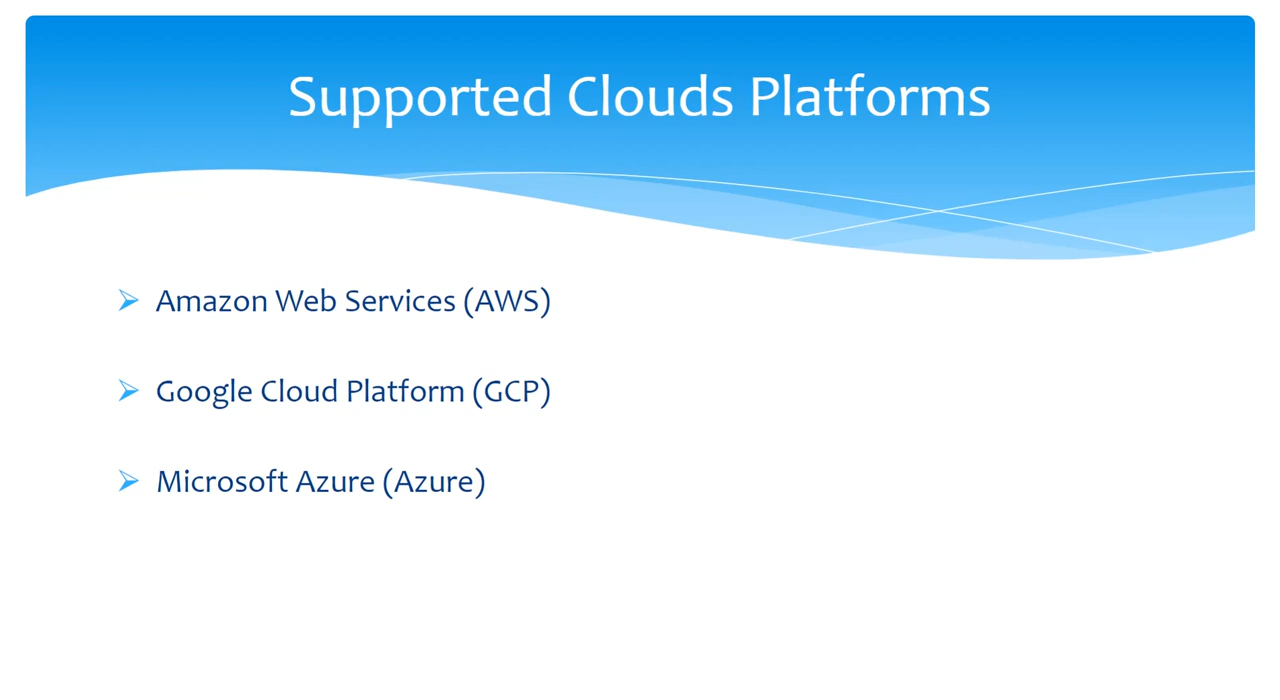 Supported Clouds Platforms
Amazon Web Services (AWS)
Google Cloud Platform (GCP)
Microsoft Azure (Azure)